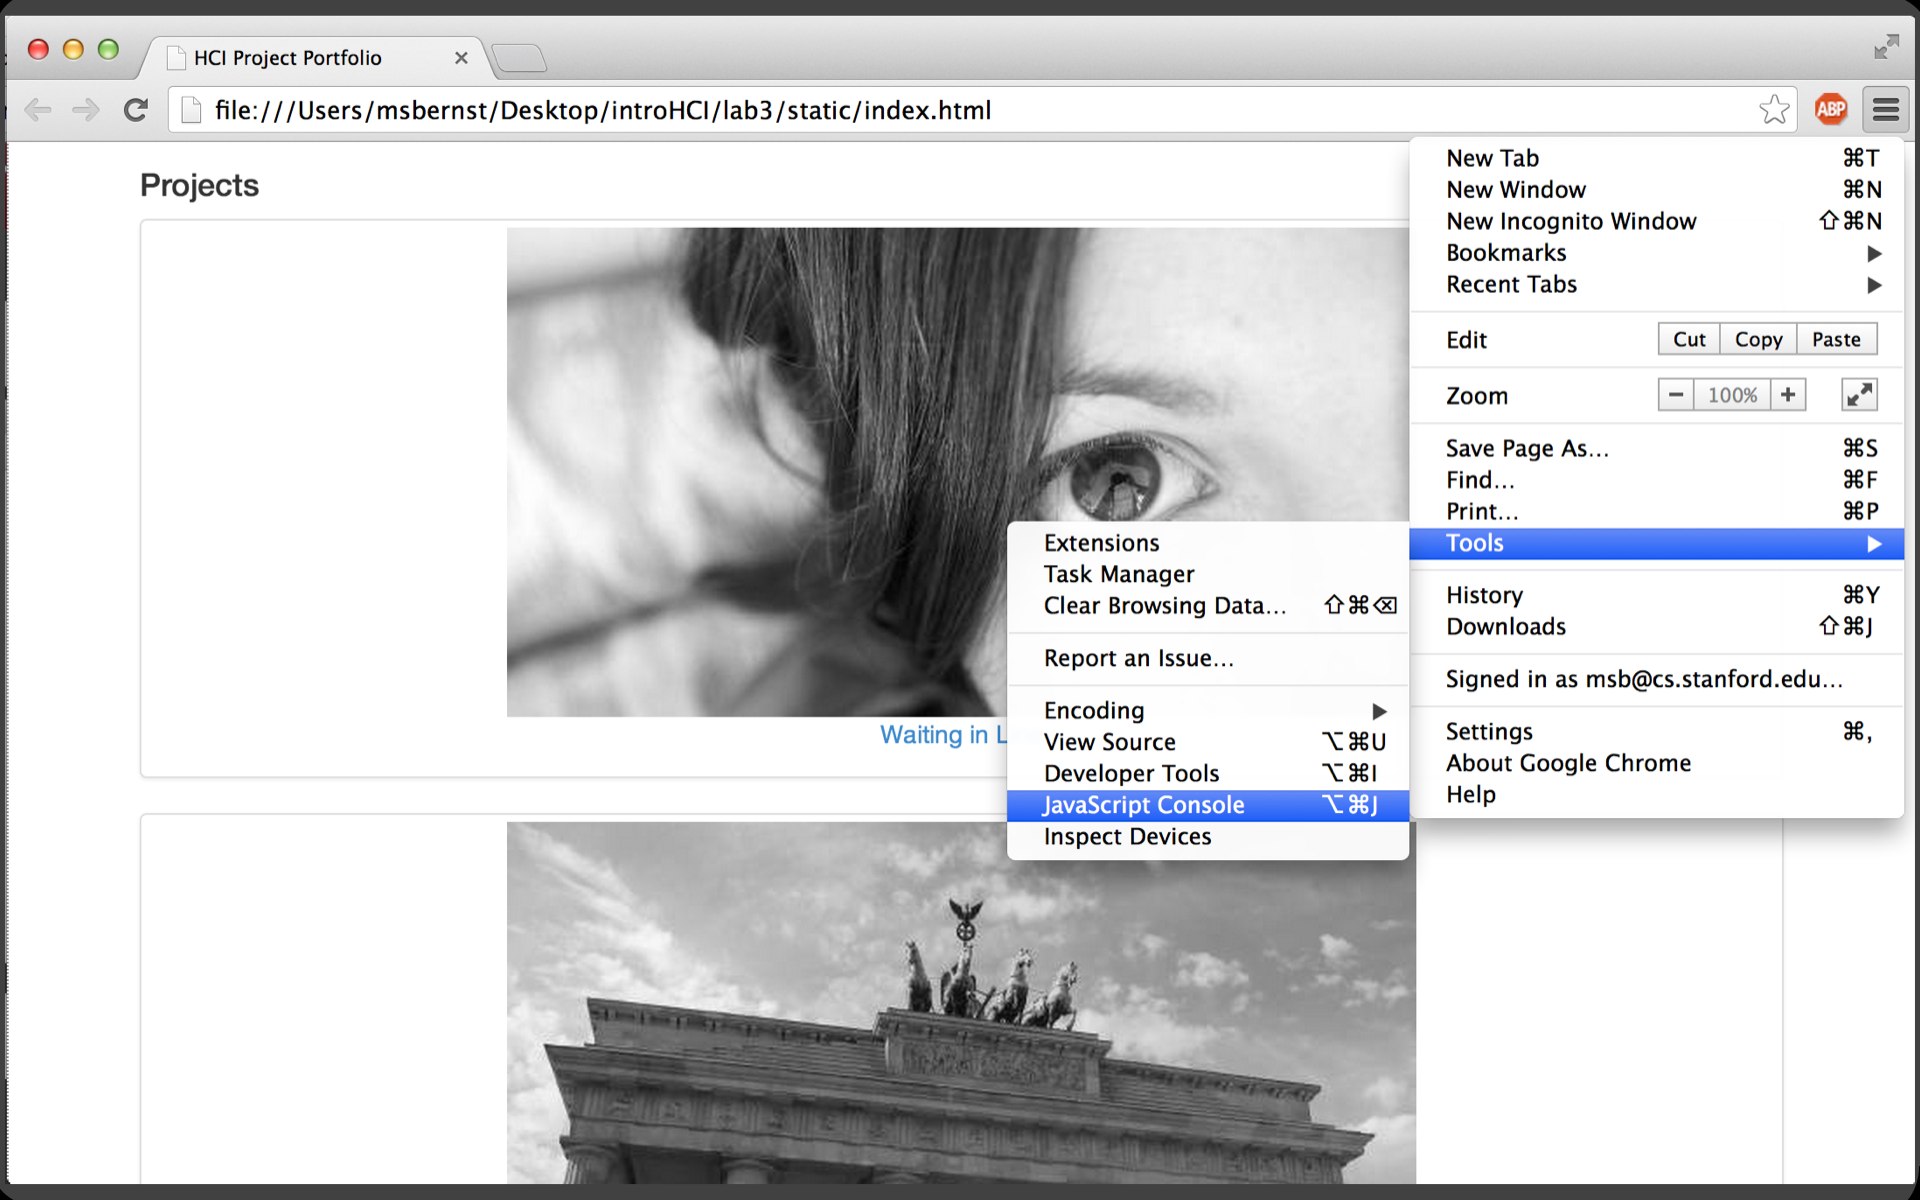 HCI Project Portfolio
file:///Users/msbernst/Desktop/introHCI/lab3/static/index.html
ABP
Projects
Waiting in
New Tab ⌘T
New Window ⌘N
New Incognito Window ⇧⌘N
Bookmarks ▶
Recent Tabs ▶
Edit Cut Copy Paste
Zoom − 100% +
Save Page As... ⌘S
Find... ⌘F
Print... ⌘P
Tools ▶
History ⌘Y
Downloads ⇧⌘J
Signed in as msb@cs.stanford.edu...
Settings ⌘,
About Google Chrome
Help
Extensions
Task Manager
Clear Browsing Data... ⇧⌘⌫
Report an Issue...
Encoding ▶
View Source ⌥⌘U
Developer Tools ⌥⌘I
JavaScript Console ⌥⌘J
Inspect Devices